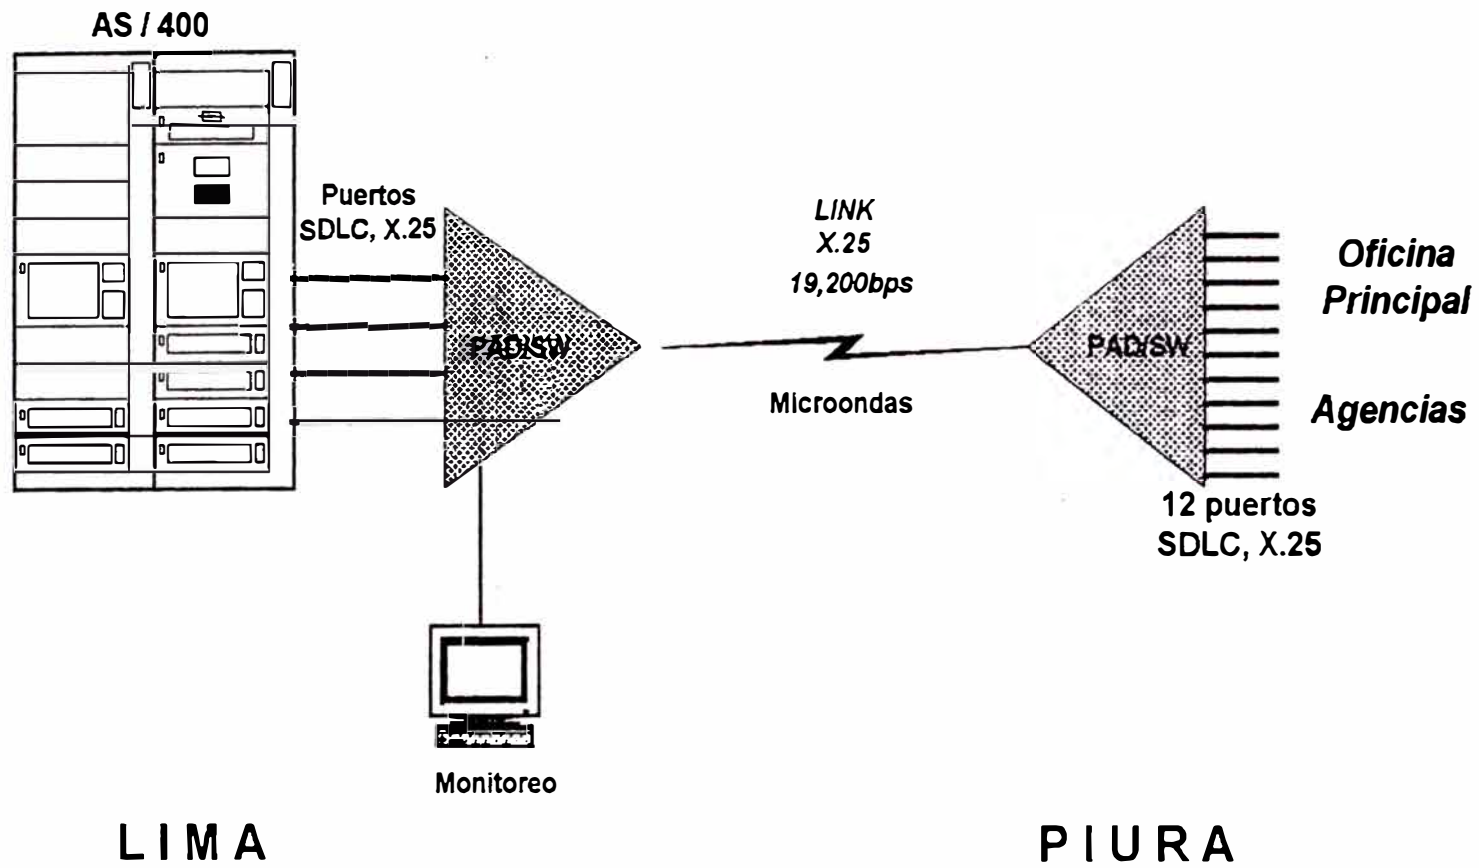 AS / 400
Puertos
SDLC, X.25
PAD/SW
LINK
X.25
19,200bps
Microondas
PAD/SW
Oficina
Principal
Agencias
12 puertos
SDLC, X.25
Monitoreo
LIMA
PIURA